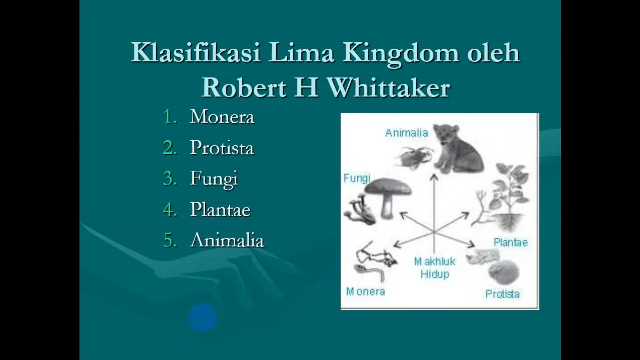 Klasifikasi Lima Kingdom oleh
Robert H Whittaker
1. Monera
2. Protista
3. Fungi
4. Plantae
5. Animalia
Animalia
Fungi
Plantae
Makhluk
Hidup
Monera
Protista